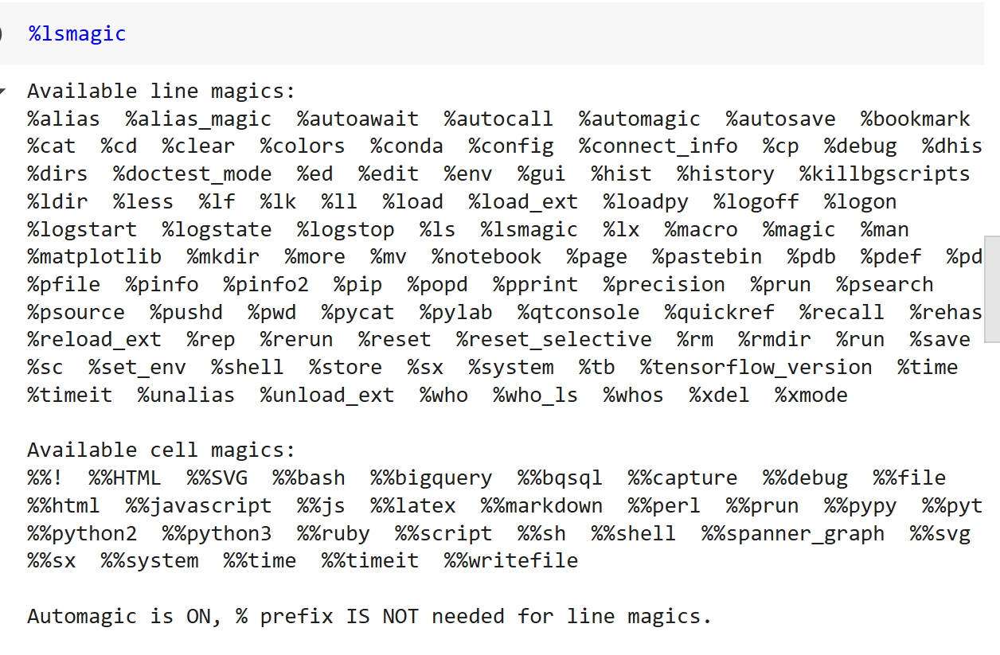 %lsmagic
Available line magics:
%alias  %alias_magic  %autoawait  %autocall  %automagic  %autosave  %bookmark
%cat  %cd  %clear  %colors  %conda  %config  %connect_info  %cp  %debug
%dirs  %doctest_mode  %ed  %edit  %env  %gui  %hist  %history  %killbgscripts
%ldir  %less  %lf  %lk  %ll  %load  %load_ext  %loadpy  %logoff  %logon
%logstart  %logstate  %logstop  %ls  %lsmagic  %lx  %macro  %magic  %man
%matplotlib  %mkdir  %more  %mv  %notebook  %page  %pastebin  %pdb  %pdef
%pfile  %pinfo  %pinfo2  %pip  %popd  %pprint  %precision  %prun  %psearch
%psource  %pushd  %pwd  %pycat  %pylab  %qtconsole  %quickref  %recall
%reload_ext  %rep  %rerun  %reset  %reset_selective  %rm  %rmdir  %run  %save
%sc  %set_env  %shell  %store  %sx  %system  %tb  %tensorflow_version  %time
%timeit  %unalias  %unload_ext  %who  %who_ls  %whos  %xdel  %xmode
Available cell magics:
%%!  %%HTML  %%SVG  %%bash  %%bigquery  %%bqsql  %%capture  %%debug  %%file
%%html  %%javascript  %%js  %%latex  %%markdown  %%perl  %%prun  %%pypy
%%python2  %%python3  %%ruby  %%script  %%sh  %%shell  %%spanner_graph  %%svg
%%sx  %%system  %%time  %%timeit  %%writefile
Automagic is ON, % prefix IS NOT needed for line magics.